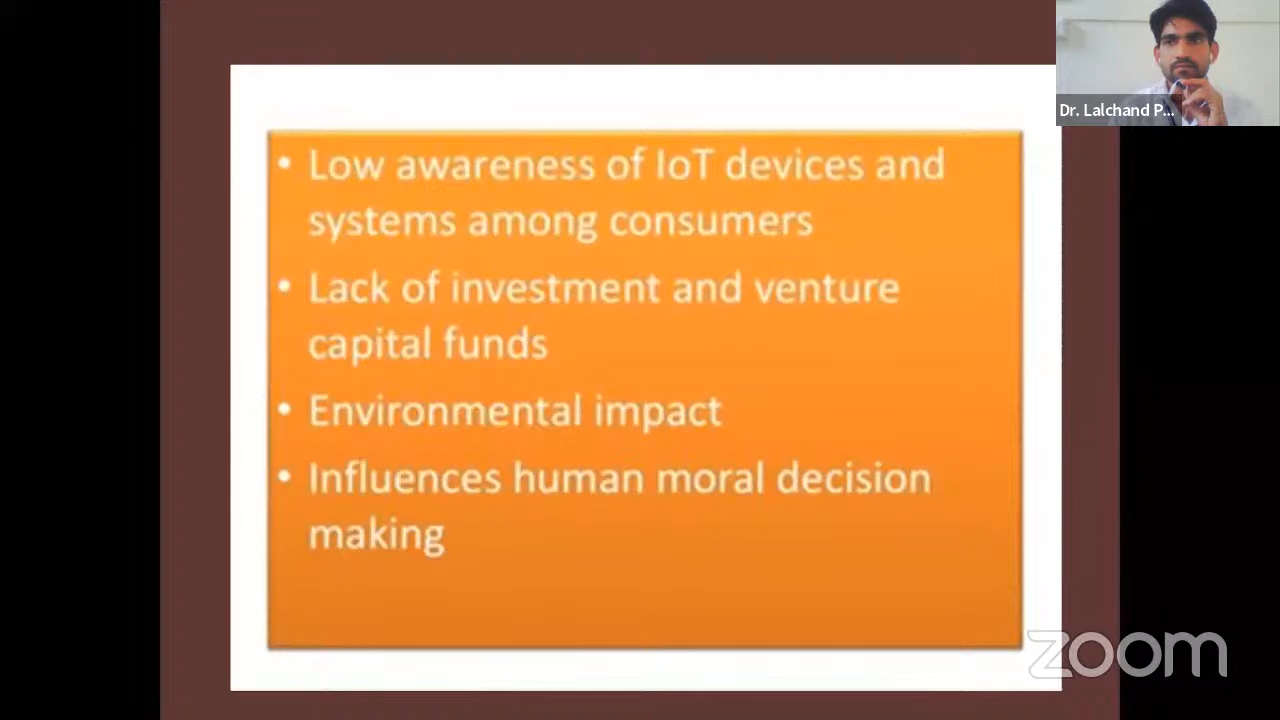 Dr. Lalchand P...
• Low awareness of IoT devices and
systems among consumers
• Lack of investment and venture
capital funds
• Environmental impact
• Influences human moral decision
making
zoom